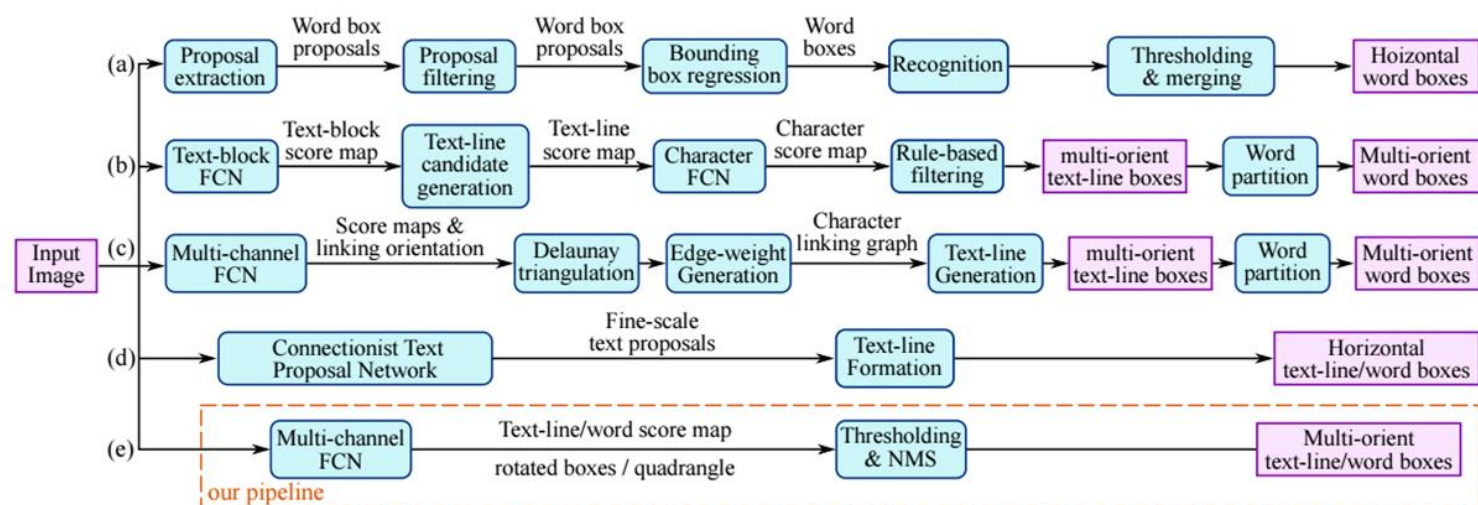 Word box
proposals
Word box
proposals
Word
boxes
(a)
Proposal
extraction
Proposal
filtering
Bounding
box regression
Recognition
Thresholding
& merging
Hoizontal
word boxes
Text-block
score map
Text-line
score map
Character
score map
(b)
Text-block
FCN
Text-line
candidate
generation
Character
FCN
Rule-based
filtering
multi-orient
text-line boxes
Word
partition
Multi-orient
word boxes
Input
Image
Score maps &
linking orientation
Character
linking graph
(c)
Multi-channel
FCN
Delaunay
triangulation
Edge-weight
Generation
Text-line
Generation
multi-orient
text-line boxes
Word
partition
Multi-orient
word boxes
Fine-scale
text proposals
(d)
Connectionist Text
Proposal Network
Text-line
Formation
Horizontal
text-line/word boxes
(e)
Multi-channel
FCN
Text-line/word score map
rotated boxes / quadrangle
Thresholding
& NMS
Multi-orient
text-line/word boxes
our pipeline